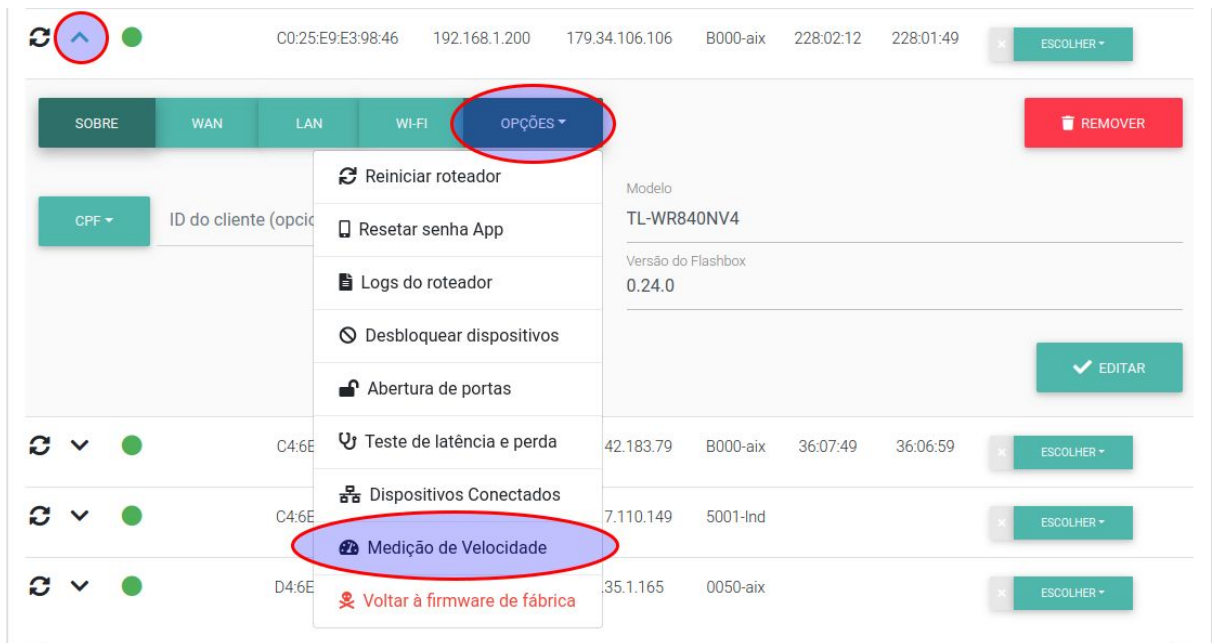 C0:25:E9:E3:98:46 192.168.1.200 179.34.106.106 B000-aix 228:02:12 228:01:49 × ESCOLHER
SOBRE WAN LAN WI-FI OPÇÕES REMOVER
Reiniciar roteador
Modelo
CPF ID do cliente (opcio TL-WR840NV4
Resetar senha App
Versão do Flashbox
Logs do roteador 0.24.0
Desbloquear dispositivos
EDITAR
Abertura de portas
C4:6E Teste de latência e perda 42.183.79 B000-aix 36:07:49 36:06:59 × ESCOLHER
Dispositivos Conectados
C4:6E 7.110.149 5001-Ind × ESCOLHER
Medição de Velocidade
D4:6E .35.1.165 0050-aix × ESCOLHER
Voltar à firmware de fábrica